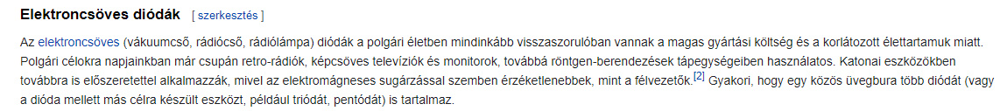 Elektroncsöves diódák [ szerkesztés ]
Az elektroncsöves (vákuumcső, rádiócső, rádiólámpa) diódák a polgári életben mindinkább visszaszorulóban vannak a magas gyártási költség és a korlátozott élettartamuk miatt.
Polgári célokra napjainkban már csupán retro-rádiók, képcsöves televíziók és monitorok, továbbá röntgen-berendezések tápegységeiben használatos. Katonai eszközökben
továbbra is előszeretettel alkalmazzák, mivel az elektromágneses sugárzással szemben érzéketlenebbek, mint a félvezetők.[2] Gyakori, hogy egy közös üvegbura több diódát (vagy
a dióda mellett más célra készült eszközt, például triódát, pentódát) is tartalmaz.